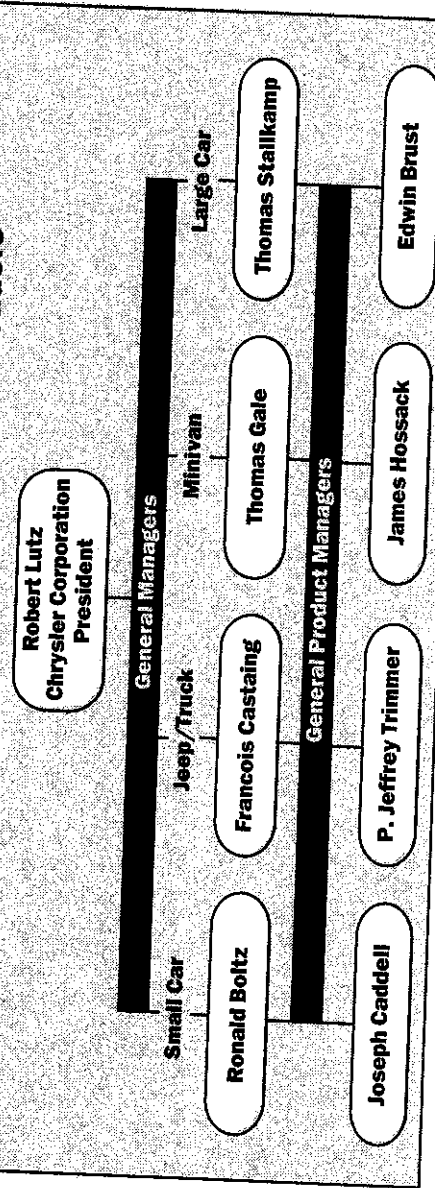 Robert Lutz
Chrysler Corporation
President
General Managers
Small Car
Jeep/Truck
Minivan
Large Car
Ronald Boltz
Francois Castaing
Thomas Gale
Thomas Stallkamp
General Product Managers
Joseph Caddell
P. Jeffrey Trimmer
James Hossack
Edwin Brust